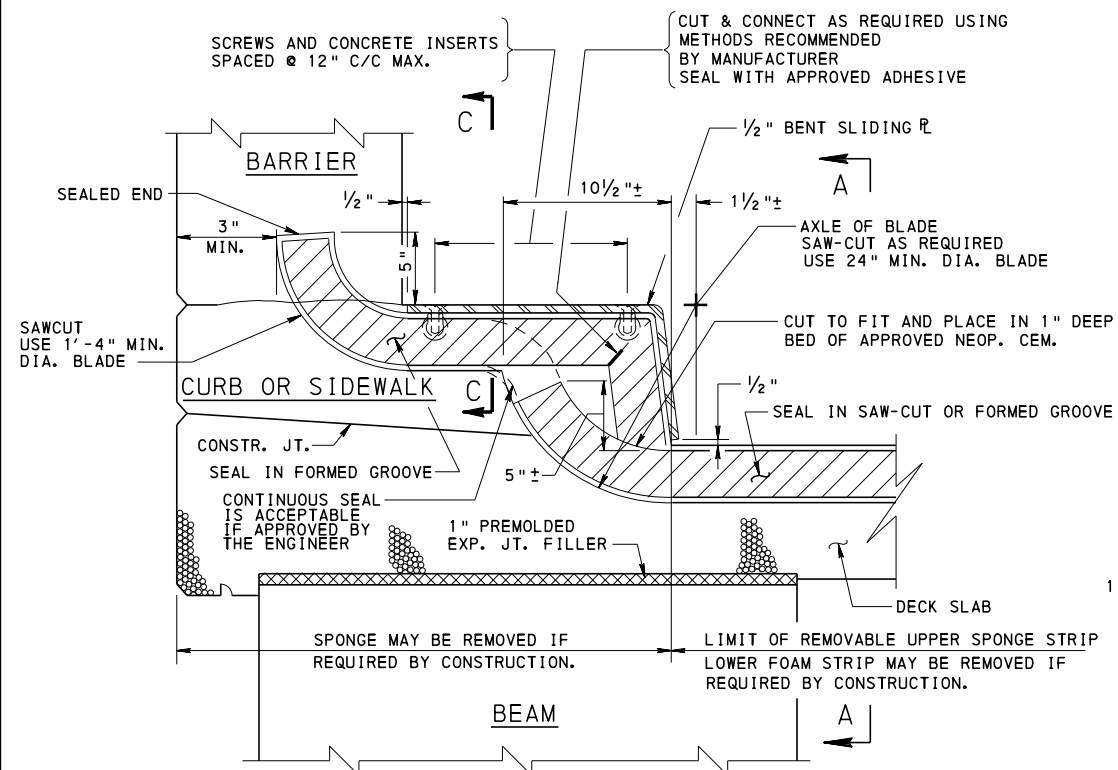 SCREWS AND CONCRETE INSERTS
SPACED @ 12" C/C MAX.
CUT & CONNECT AS REQUIRED USING
METHODS RECOMMENDED
BY MANUFACTURER
SEAL WITH APPROVED ADHESIVE
C
1/2" BENT SLIDING PL
BARRIER
A
SEALED END
1/2"
10 1/2"±
1 1/2"±
3"
MIN.
5"
AXLE OF BLADE
SAW-CUT AS REQUIRED
USE 24" MIN. DIA. BLADE
SAWCUT
USE 1'-4" MIN.
DIA. BLADE
CUT TO FIT AND PLACE IN 1" DEEP
BED OF APPROVED NEOP. CEM.
CURB OR SIDEWALK
C
1/2"
SEAL IN SAW-CUT OR FORMED GROOVE
CONSTR. JT.
SEAL IN FORMED GROOVE
5"±
CONTINUOUS SEAL
IS ACCEPTABLE
IF APPROVED BY
THE ENGINEER
1" PREMOLDED
EXP. JT. FILLER
1
DECK SLAB
SPONGE MAY BE REMOVED IF
REQUIRED BY CONSTRUCTION.
LIMIT OF REMOVABLE UPPER SPONGE STRIP
LOWER FOAM STRIP MAY BE REMOVED IF
REQUIRED BY CONSTRUCTION.
BEAM
A